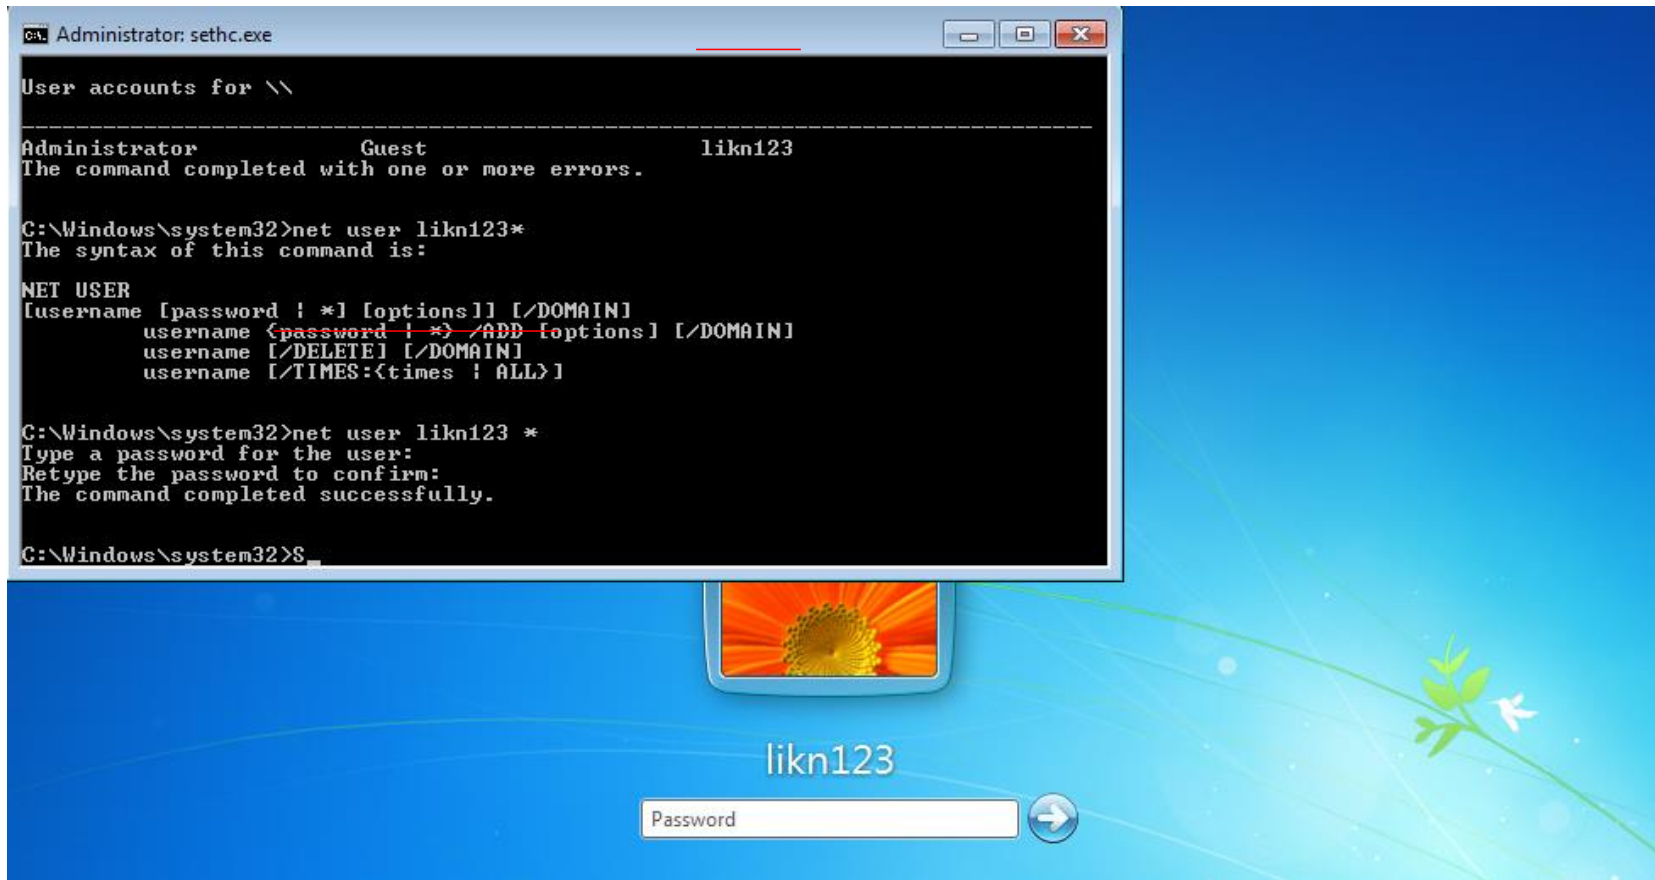 Administrator: sethc.exe
User accounts for \\
-------------------------------------------------------------------------------
Administrator            Guest                    likn123
The command completed with one or more errors.
C:\Windows\system32>net user likn123*
The syntax of this command is:
NET USER
[username [password | *] [options]] [/DOMAIN]
         username {password | *} /ADD [options] [/DOMAIN]
         username [/DELETE] [/DOMAIN]
         username [/TIMES:{times | ALL}]
C:\Windows\system32>net user likn123 *
Type a password for the user:
Retype the password to confirm:
The command completed successfully.
C:\Windows\system32>S_
likn123
Password